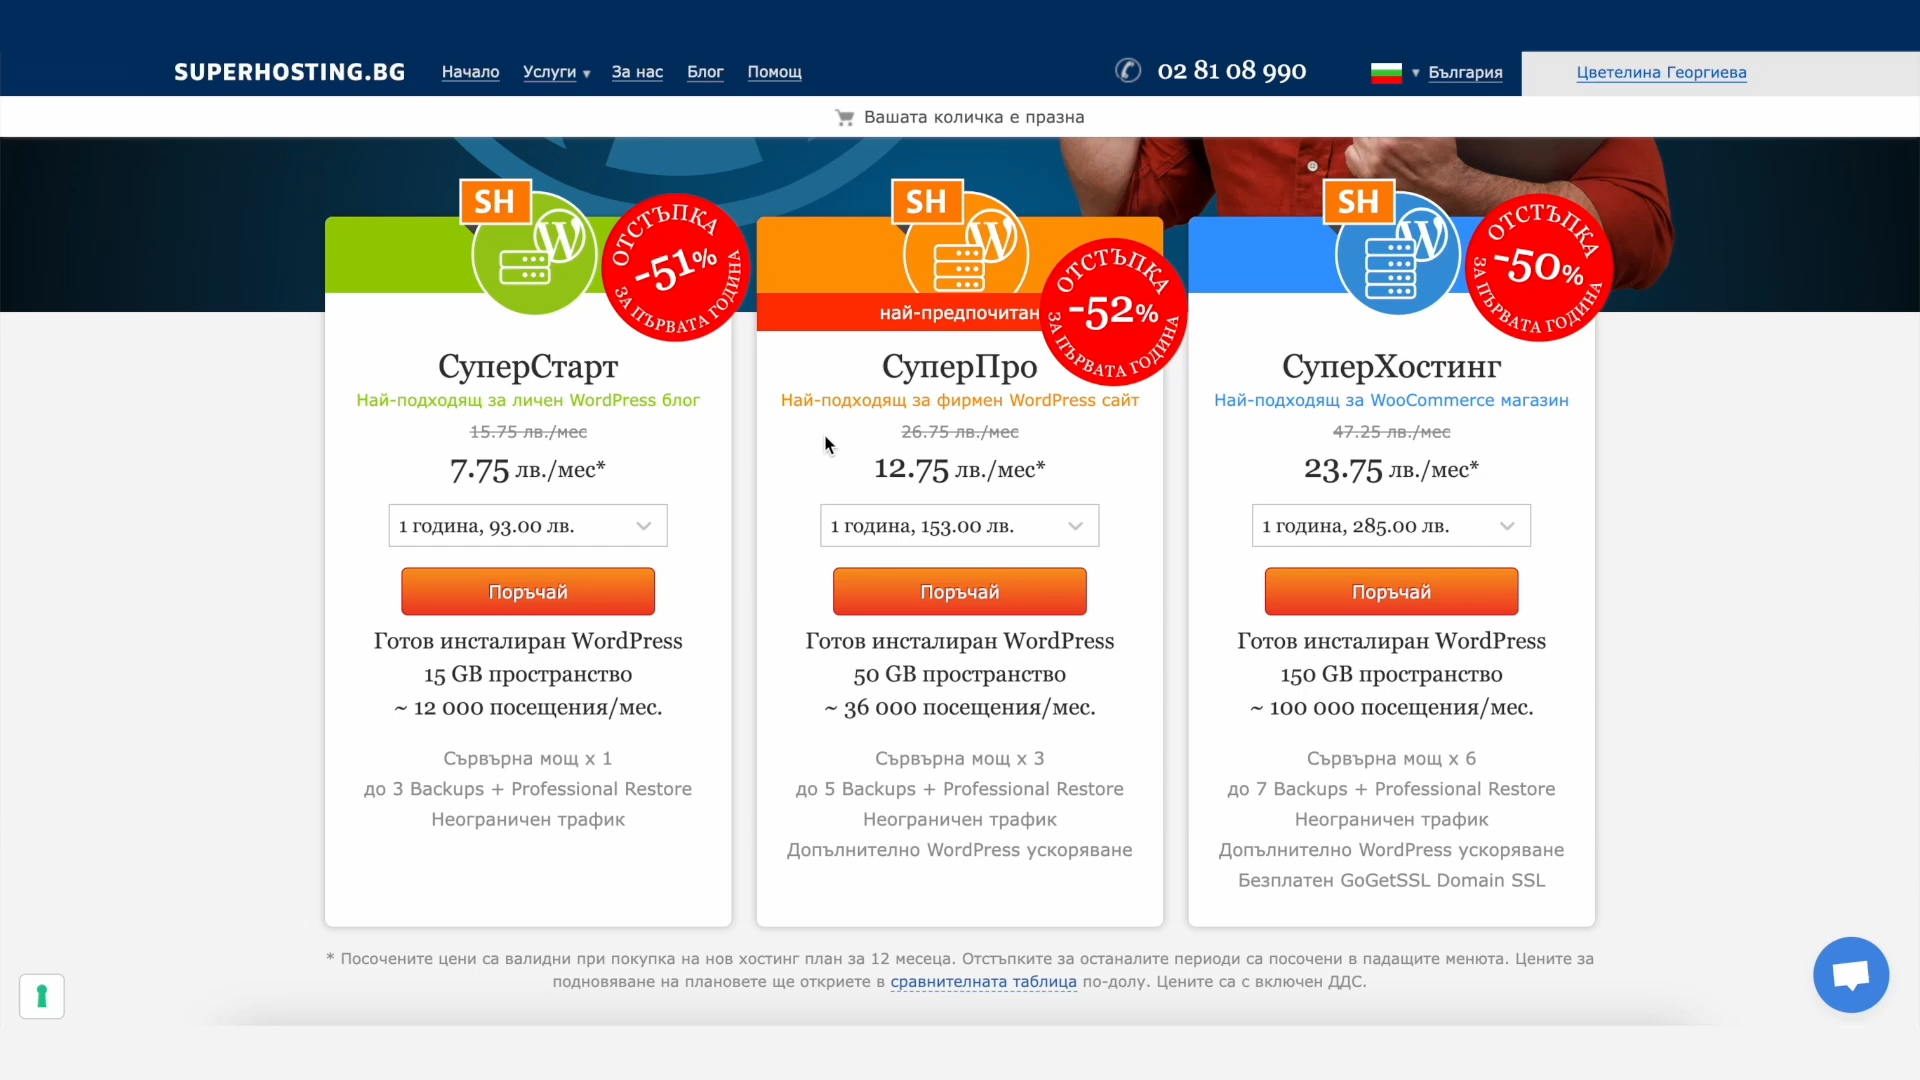 SUPERHOSTING.BG
Начало
Услуги
За нас
Блог
Помощ
02 81 08 990
България
Цветелина Георгиева
Вашата количка е празна
SH
ОТСТЪПКА
-51%
ЗА ПЪРВАТА ГОДИНА
СуперСтарт
Най-подходящ за личен WordPress блог
15.75 лв./мес
7.75 лв./мес*
1 година, 93.00 лв.
Поръчай
Готов инсталиран WordPress
15 GB пространство
~ 12 000 посещения/мес.
Сървърна мощ x 1
до 3 Backups + Professional Restore
Неограничен трафик
SH
най-предпочитан
ОТСТЪПКА
-52%
ЗА ПЪРВАТА ГОДИНА
СуперПро
Най-подходящ за фирмен WordPress сайт
26.75 лв./мес
12.75 лв./мес*
1 година, 153.00 лв.
Поръчай
Готов инсталиран WordPress
50 GB пространство
~ 36 000 посещения/мес.
Сървърна мощ x 3
до 5 Backups + Professional Restore
Неограничен трафик
Допълнително WordPress ускоряване
SH
ОТСТЪПКА
-50%
ЗА ПЪРВАТА ГОДИНА
СуперХостинг
Най-подходящ за WooCommerce магазин
47.25 лв./мес
23.75 лв./мес*
1 година, 285.00 лв.
Поръчай
Готов инсталиран WordPress
150 GB пространство
~ 100 000 посещения/мес.
Сървърна мощ x 6
до 7 Backups + Professional Restore
Неограничен трафик
Допълнително WordPress ускоряване
Безплатен GoGetSSL Domain SSL
* Посочените цени са валидни при покупка на нов хостинг план за 12 месеца. Отстъпките за останалите периоди са посочени в падащите менюта. Цените за
подновяване на плановете ще откриете в сравнителната таблица по-долу. Цените са с включен ДДС.